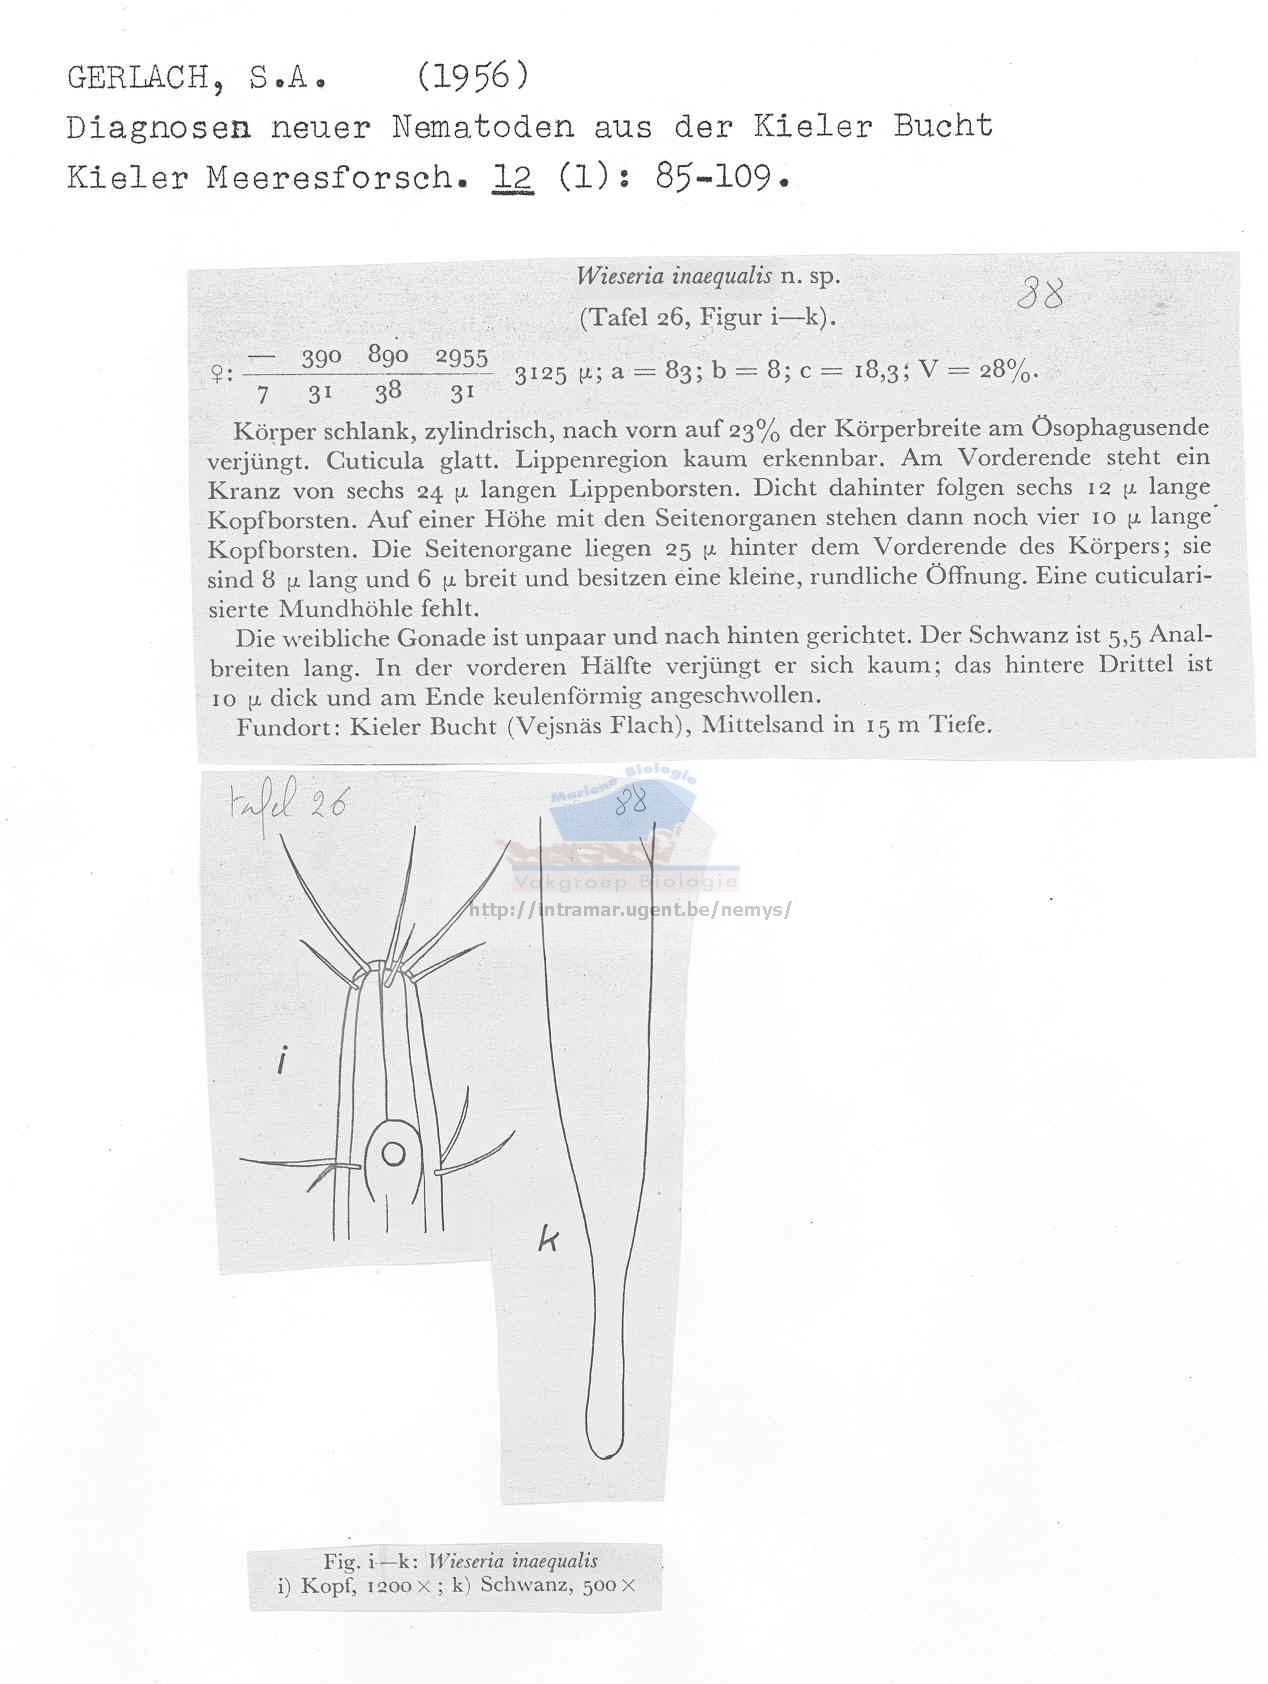 GERLACH, S.A. (1956)
Diagnosen neuer Nematoden aus der Kieler Bucht
Kieler Meeresforsch. 12 (1): 85-109.
Wieseria inaequalis n. sp.
88
(Tafel 26, Figur i—k).
— 390 890 2955
♀: 3125 µ; a = 83; b = 8; c = 18,3; V = 28%.
7 31 38 31
Körper schlank, zylindrisch, nach vorn auf 23% der Körperbreite am Ösophagusende
verjüngt. Cuticula glatt. Lippenregion kaum erkennbar. Am Vorderende steht ein
Kranz von sechs 24 µ langen Lippenborsten. Dicht dahinter folgen sechs 12 µ lange
Kopfborsten. Auf einer Höhe mit den Seitenorganen stehen dann noch vier 10 µ lange
Kopfborsten. Die Seitenorgane liegen 25 µ hinter dem Vorderende des Körpers; sie
sind 8 µ lang und 6 µ breit und besitzen eine kleine, rundliche Öffnung. Eine cuticulari-
sierte Mundhöhle fehlt.
Die weibliche Gonade ist unpaar und nach hinten gerichtet. Der Schwanz ist 5,5 Anal-
breiten lang. In der vorderen Hälfte verjüngt er sich kaum; das hintere Drittel ist
10 µ dick und am Ende keulenförmig angeschwollen.
Fundort: Kieler Bucht (Vejsnäs Flach), Mittelsand in 15 m Tiefe.
tafel 26
Mariene Biologie
88
Vakgroep Biologie
http://intramar.ugent.be/nemys/
i
k
Fig. i—k: Wieseria inaequalis
i) Kopf, 1200 ×; k) Schwanz, 500 ×